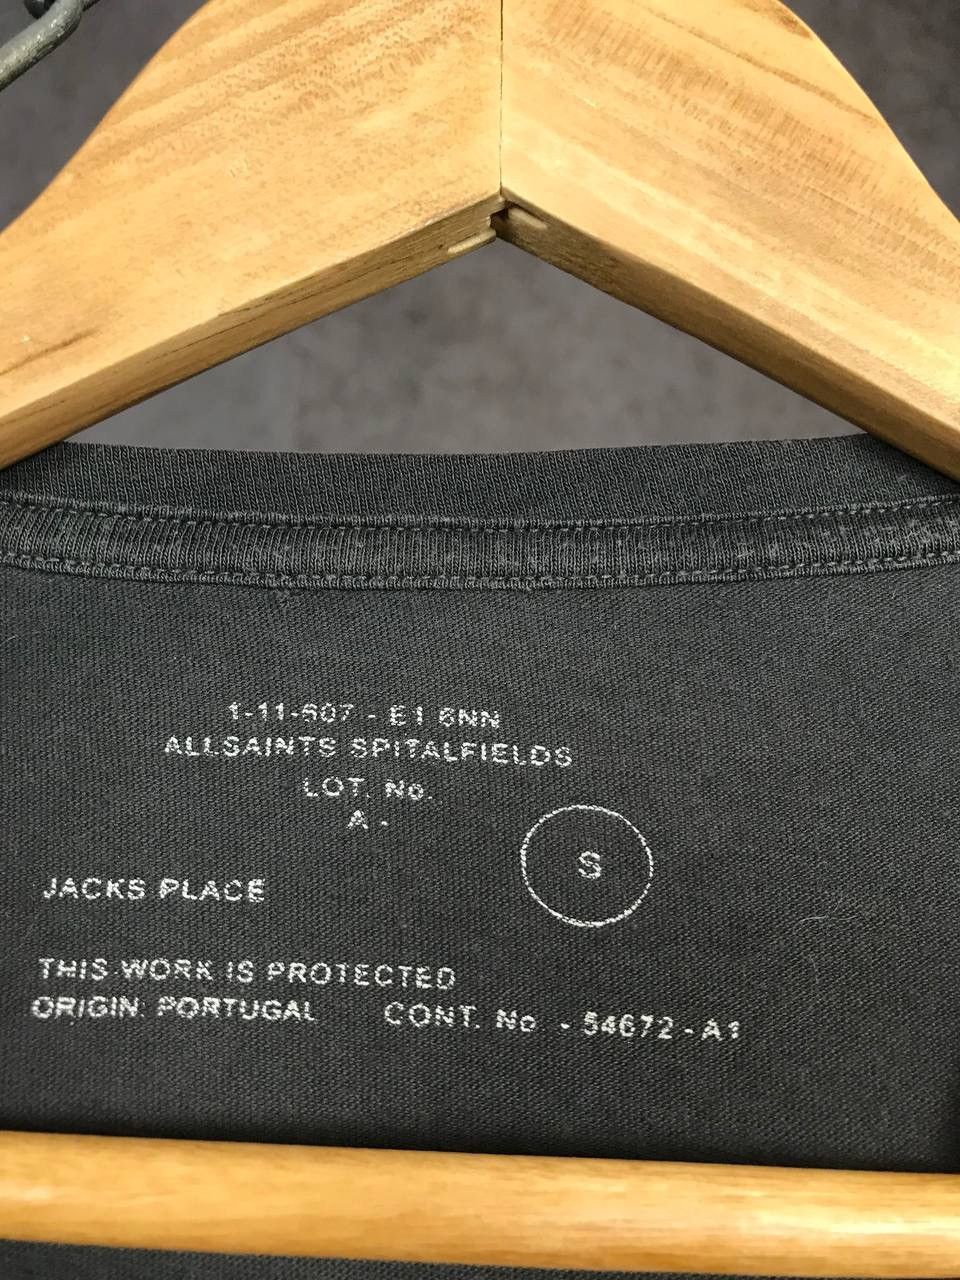 1-11-607 - E1 6NN
ALLSAINTS SPITALFIELDS
LOT. No.
A -
S
JACKS PLACE
THIS WORK IS PROTECTED
ORIGIN: PORTUGAL CONT. No - 54672-A1